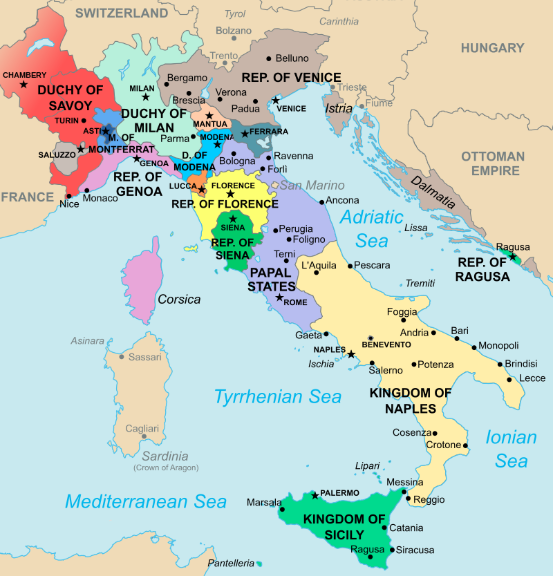 SWITZERLAND
Tyrol
Bolzano
Carinthia
Trento
HUNGARY
Belluno
CHAMBERY
Bergamo
REP. OF VENICE
DUCHY OF
SAVOY
MILAN
Brescia
Verona
Padua
VENICE
Trieste
Istria
Fiume
TURIN
DUCHY OF
MILAN
MANTUA
ASTI
M. OF
MONTFERRAT
Parma
MODENA
FERRARA
OTTOMAN
EMPIRE
SALUZZO
GENOA
D. OF
MODENA
Bologna
Ravenna
Forlì
REP. OF
GENOA
LUCCA
FLORENCE
San Marino
Dalmatia
FRANCE
Nice
Monaco
REP. OF FLORENCE
Ancona
Adriatic
Sea
SIENA
REP. OF
SIENA
Perugia
Foligno
Lissa
Ragusa
REP. OF
RAGUSA
Terni
L'Aquila
Pescara
PAPAL
STATES
Tremiti
Corsica
ROME
Foggia
Gaeta
Andria
Bari
Monopoli
Asinara
Sassari
NAPLES
BENEVENTO
Ischia
Salerno
Potenza
Brindisi
Lecce
Tyrrhenian Sea
KINGDOM OF
NAPLES
Cagliari
Sardinia
(Crown of Aragon)
Cosenza
Crotone
Ionian
Sea
Lipari
Messina
Reggio
Mediterranean Sea
Marsala
PALERMO
KINGDOM OF
SICILY
Catania
Ragusa
Siracusa
Pantelleria